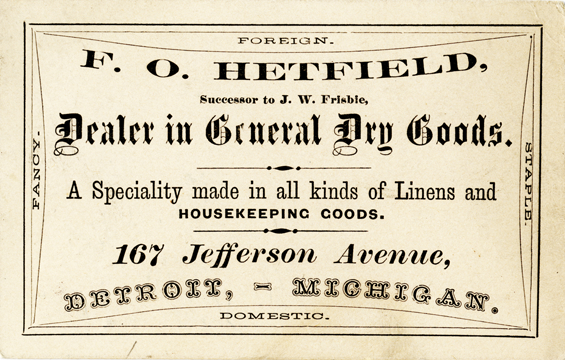 FOREIGN.
F. O. HETFIELD,
Successor to J. W. Frisbie,
Dealer in General Dry Goods.
A Speciality made in all kinds of Linens and
HOUSEKEEPING GOODS.
167 Jefferson Avenue,
DETROIT, - MICHIGAN.
DOMESTIC.
FANCY.
STAPLE.